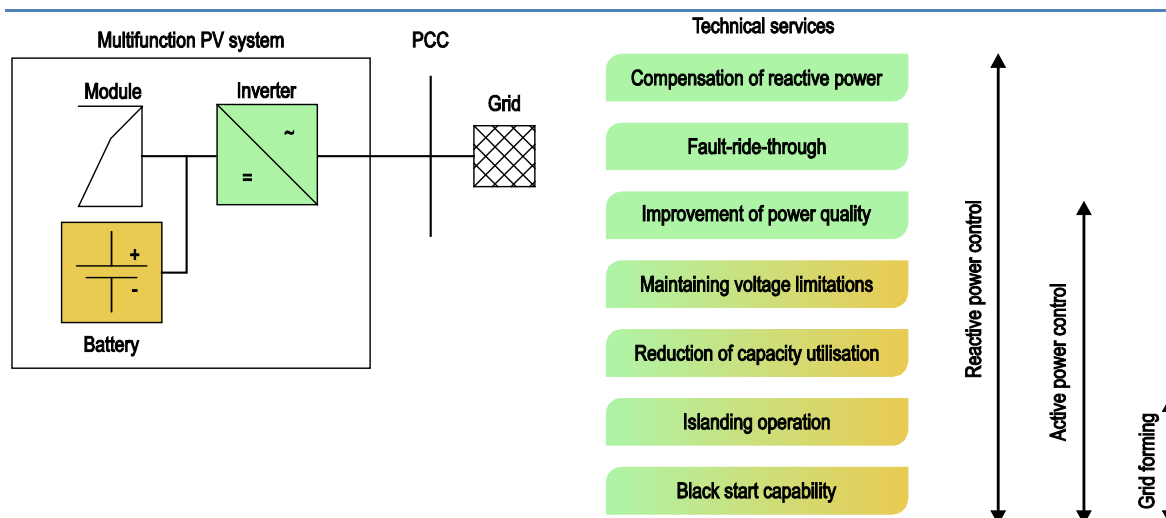 Multifunction PV system
PCC
Technical services
Module
Inverter
Grid
~
=
+
-
Battery
Compensation of reactive power
Fault-ride-through
Improvement of power quality
Maintaining voltage limitations
Reduction of capacity utilisation
Islanding operation
Black start capability
Reactive power control
Active power control
Grid forming